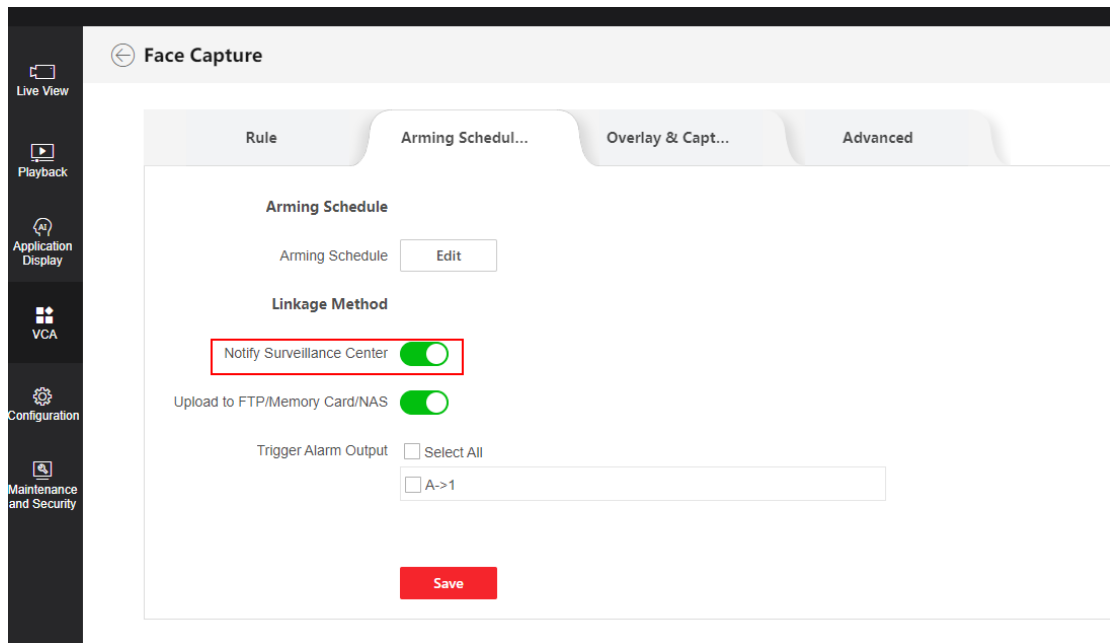 Face Capture
Live View
Playback
AI
Application
Display
VCA
Configuration
Maintenance
and Security
Rule
Arming Schedul...
Overlay & Capt...
Advanced
Arming Schedule
Arming Schedule
Edit
Linkage Method
Notify Surveillance Center
Upload to FTP/Memory Card/NAS
Trigger Alarm Output
Select All
A->1
Save